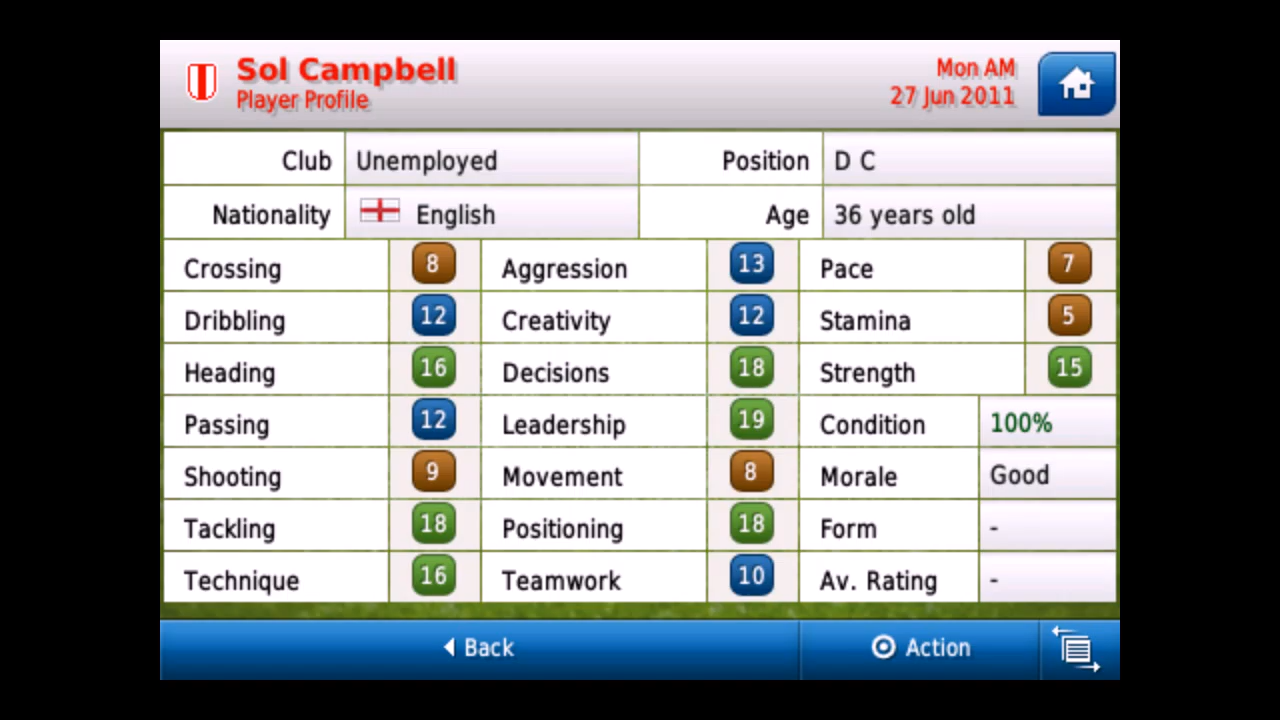 Sol Campbell
Player Profile
Mon AM
27 Jun 2011
Club Unemployed Position D C
Nationality English Age 36 years old
Crossing 8 Aggression 13 Pace 7
Dribbling 12 Creativity 12 Stamina 5
Heading 16 Decisions 18 Strength 15
Passing 12 Leadership 19 Condition 100%
Shooting 9 Movement 8 Morale Good
Tackling 18 Positioning 18 Form -
Technique 16 Teamwork 10 Av. Rating -
Back Action